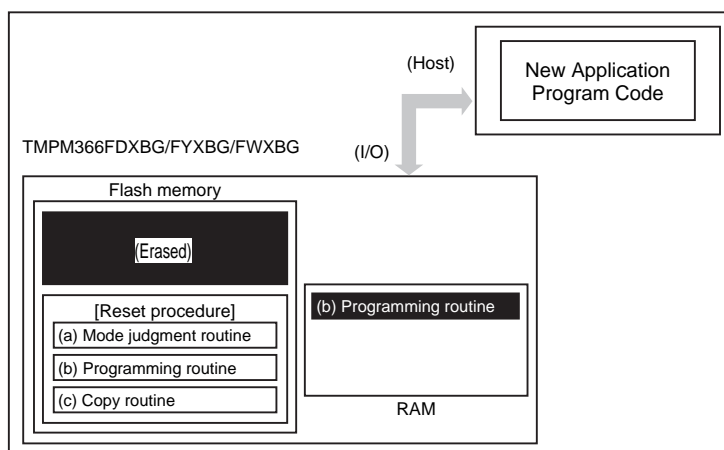 (Host)
New Application
Program Code
TMPM366FDXBG/FYXBG/FWXBG
(I/O)
Flash memory
(Erased)
[Reset procedure]
(a) Mode judgment routine
(b) Programming routine
(c) Copy routine
(b) Programming routine
RAM